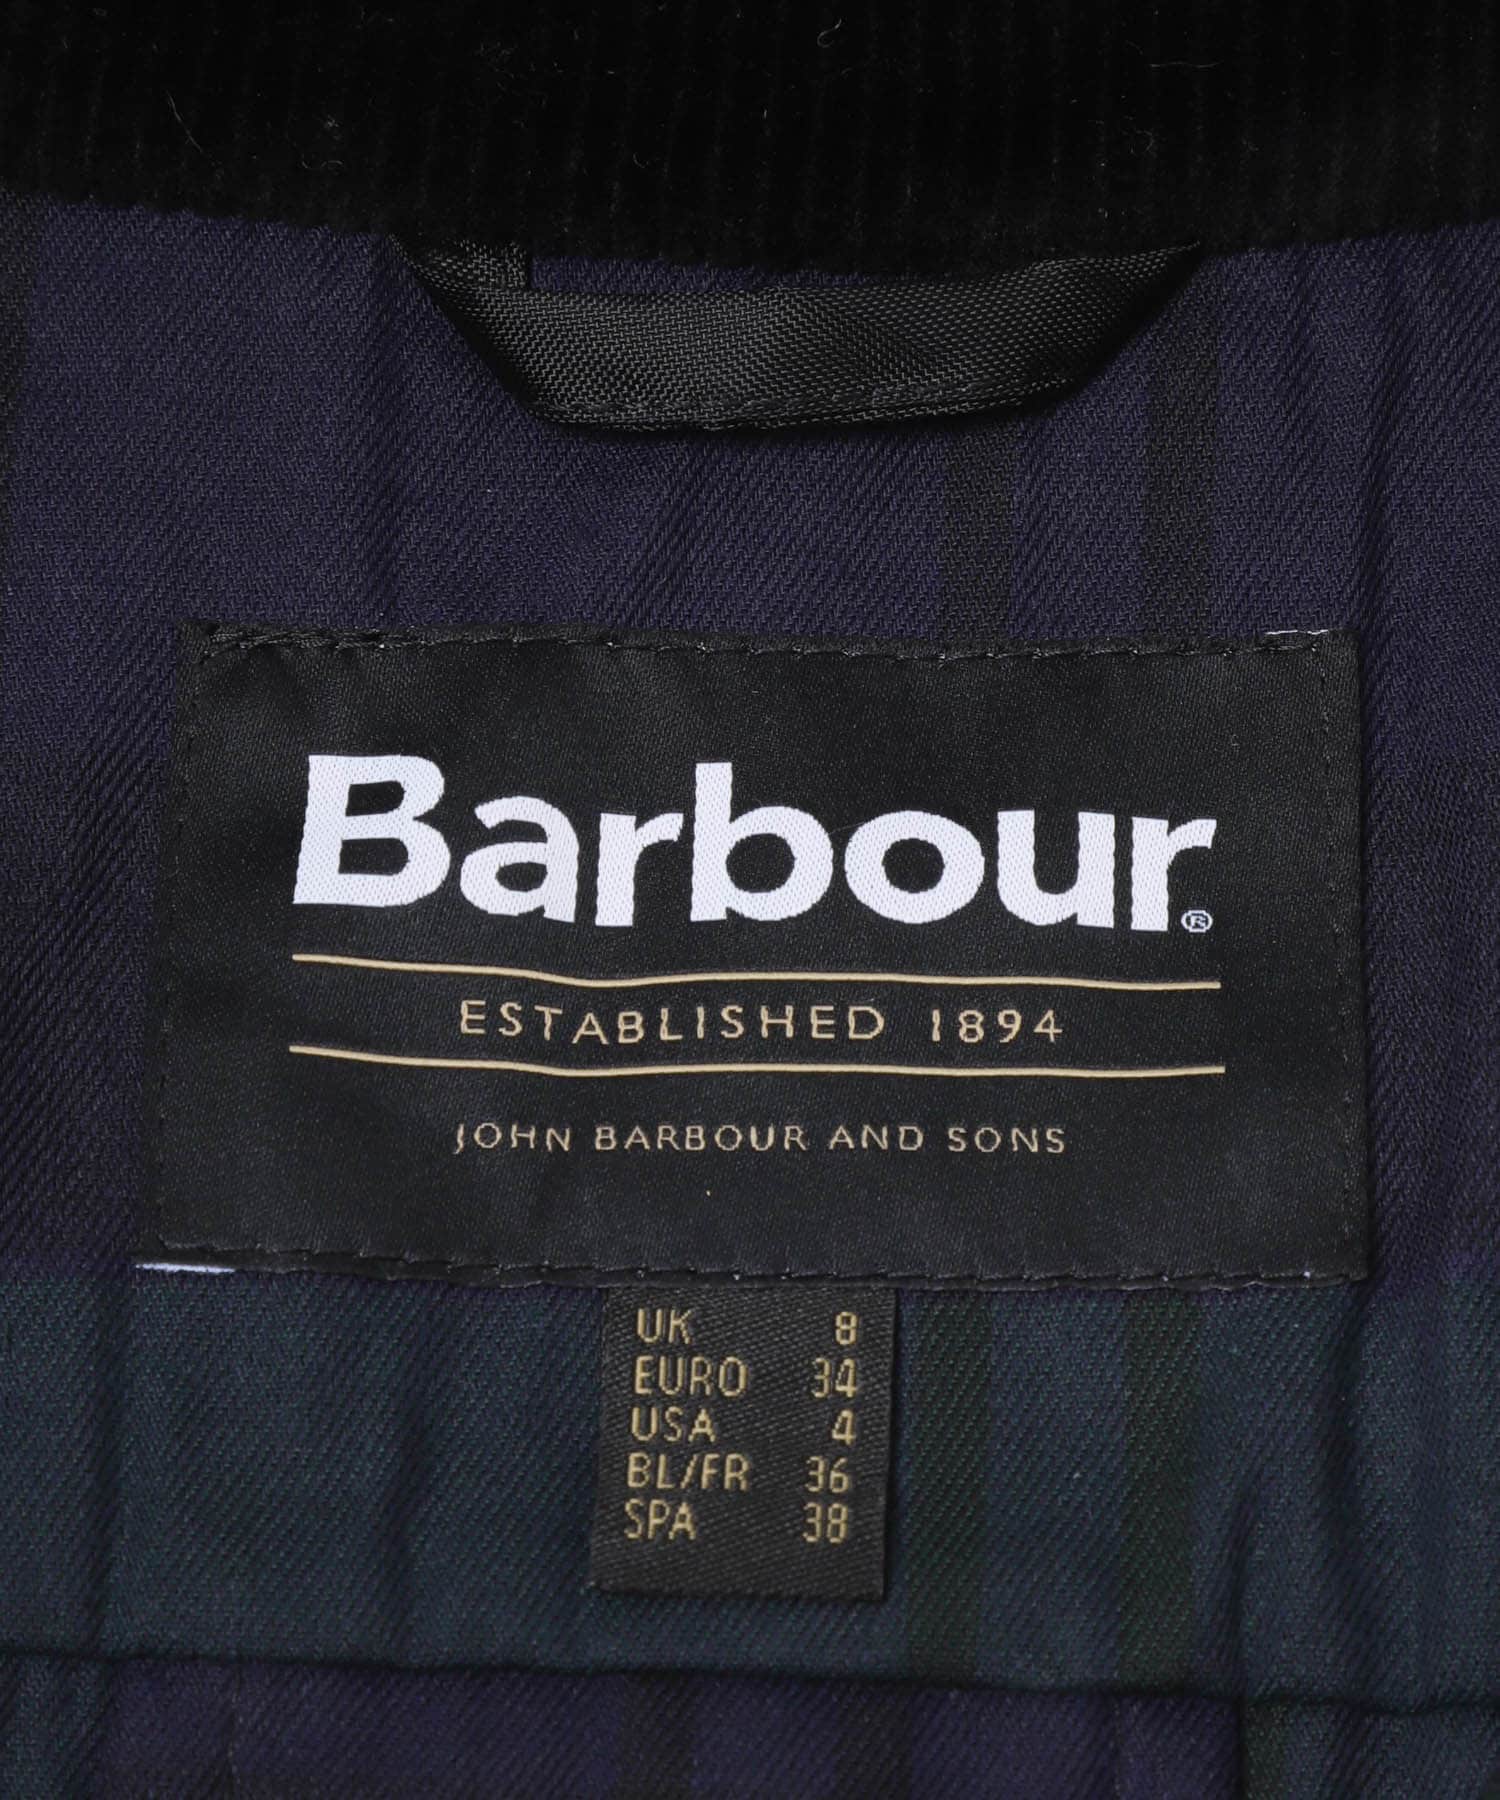 Barbour®
ESTABLISHED 1894
JOHN BARBOUR AND SONS
UK 8
EURO 34
USA 4
BL/FR 36
SPA 38